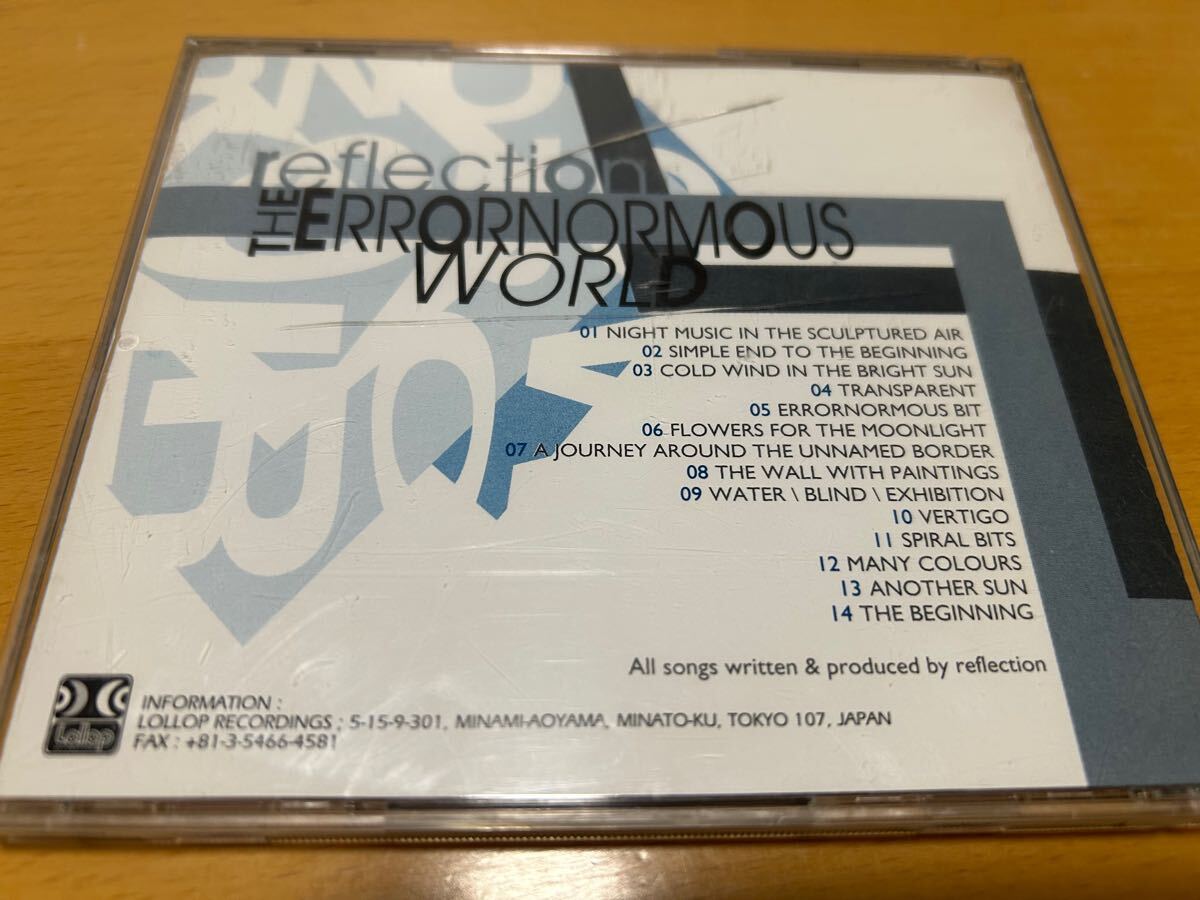 reflection
THE ERRORNORMOUS
WORLD
01 NIGHT MUSIC IN THE SCULPTURED AIR
02 SIMPLE END TO THE BEGINNING
03 COLD WIND IN THE BRIGHT SUN
04 TRANSPARENT
05 ERRORNORMOUS BIT
06 FLOWERS FOR THE MOONLIGHT
07 A JOURNEY AROUND THE UNNAMED BORDER
08 THE WALL WITH PAINTINGS
09 WATER \ BLIND \ EXHIBITION
10 VERTIGO
11 SPIRAL BITS
12 MANY COLOURS
13 ANOTHER SUN
14 THE BEGINNING
All songs written & produced by reflection
INFORMATION :
LOLLOP RECORDINGS ; 5-15-9-301, MINAMI-AOYAMA, MINATO-KU, TOKYO 107, JAPAN
FAX : +81-3-5466-4581
Lollop